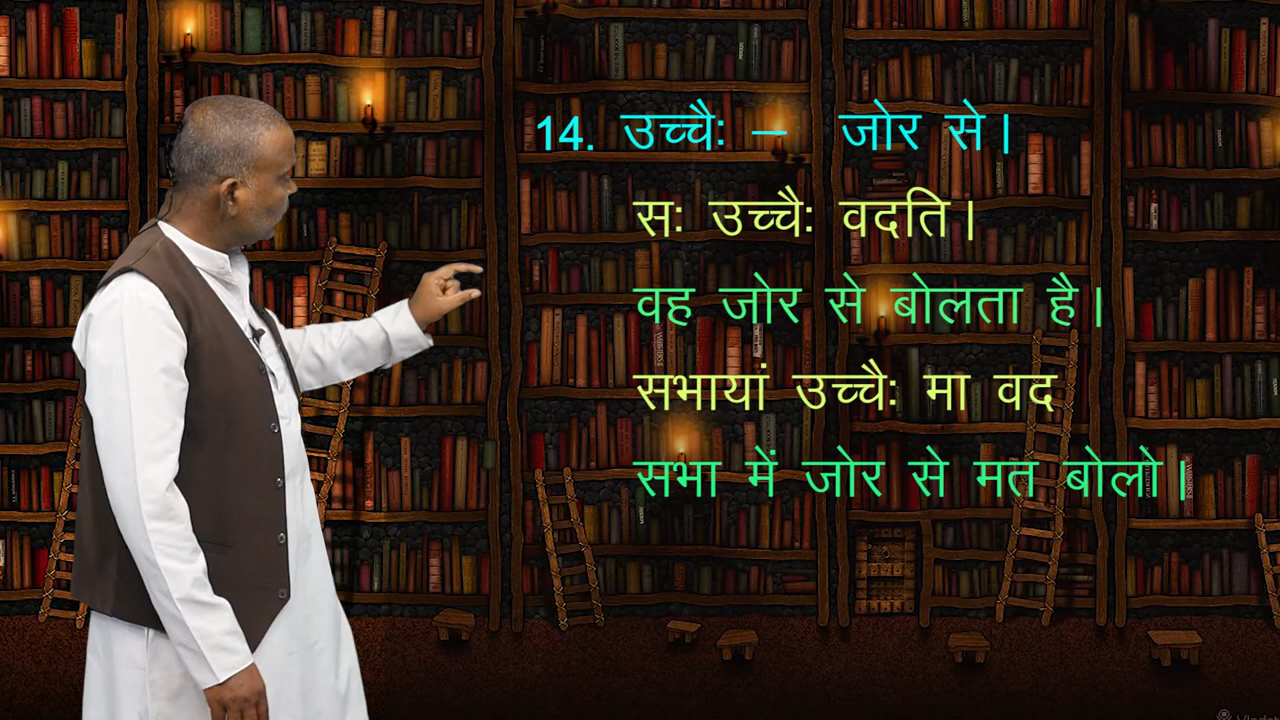 14. उच्चैः – जोर से।
सः उच्चैः वदति।
वह जोर से बोलता है।
सभायां उच्चैः मा वद
सभा में जोर से मत बोलो।